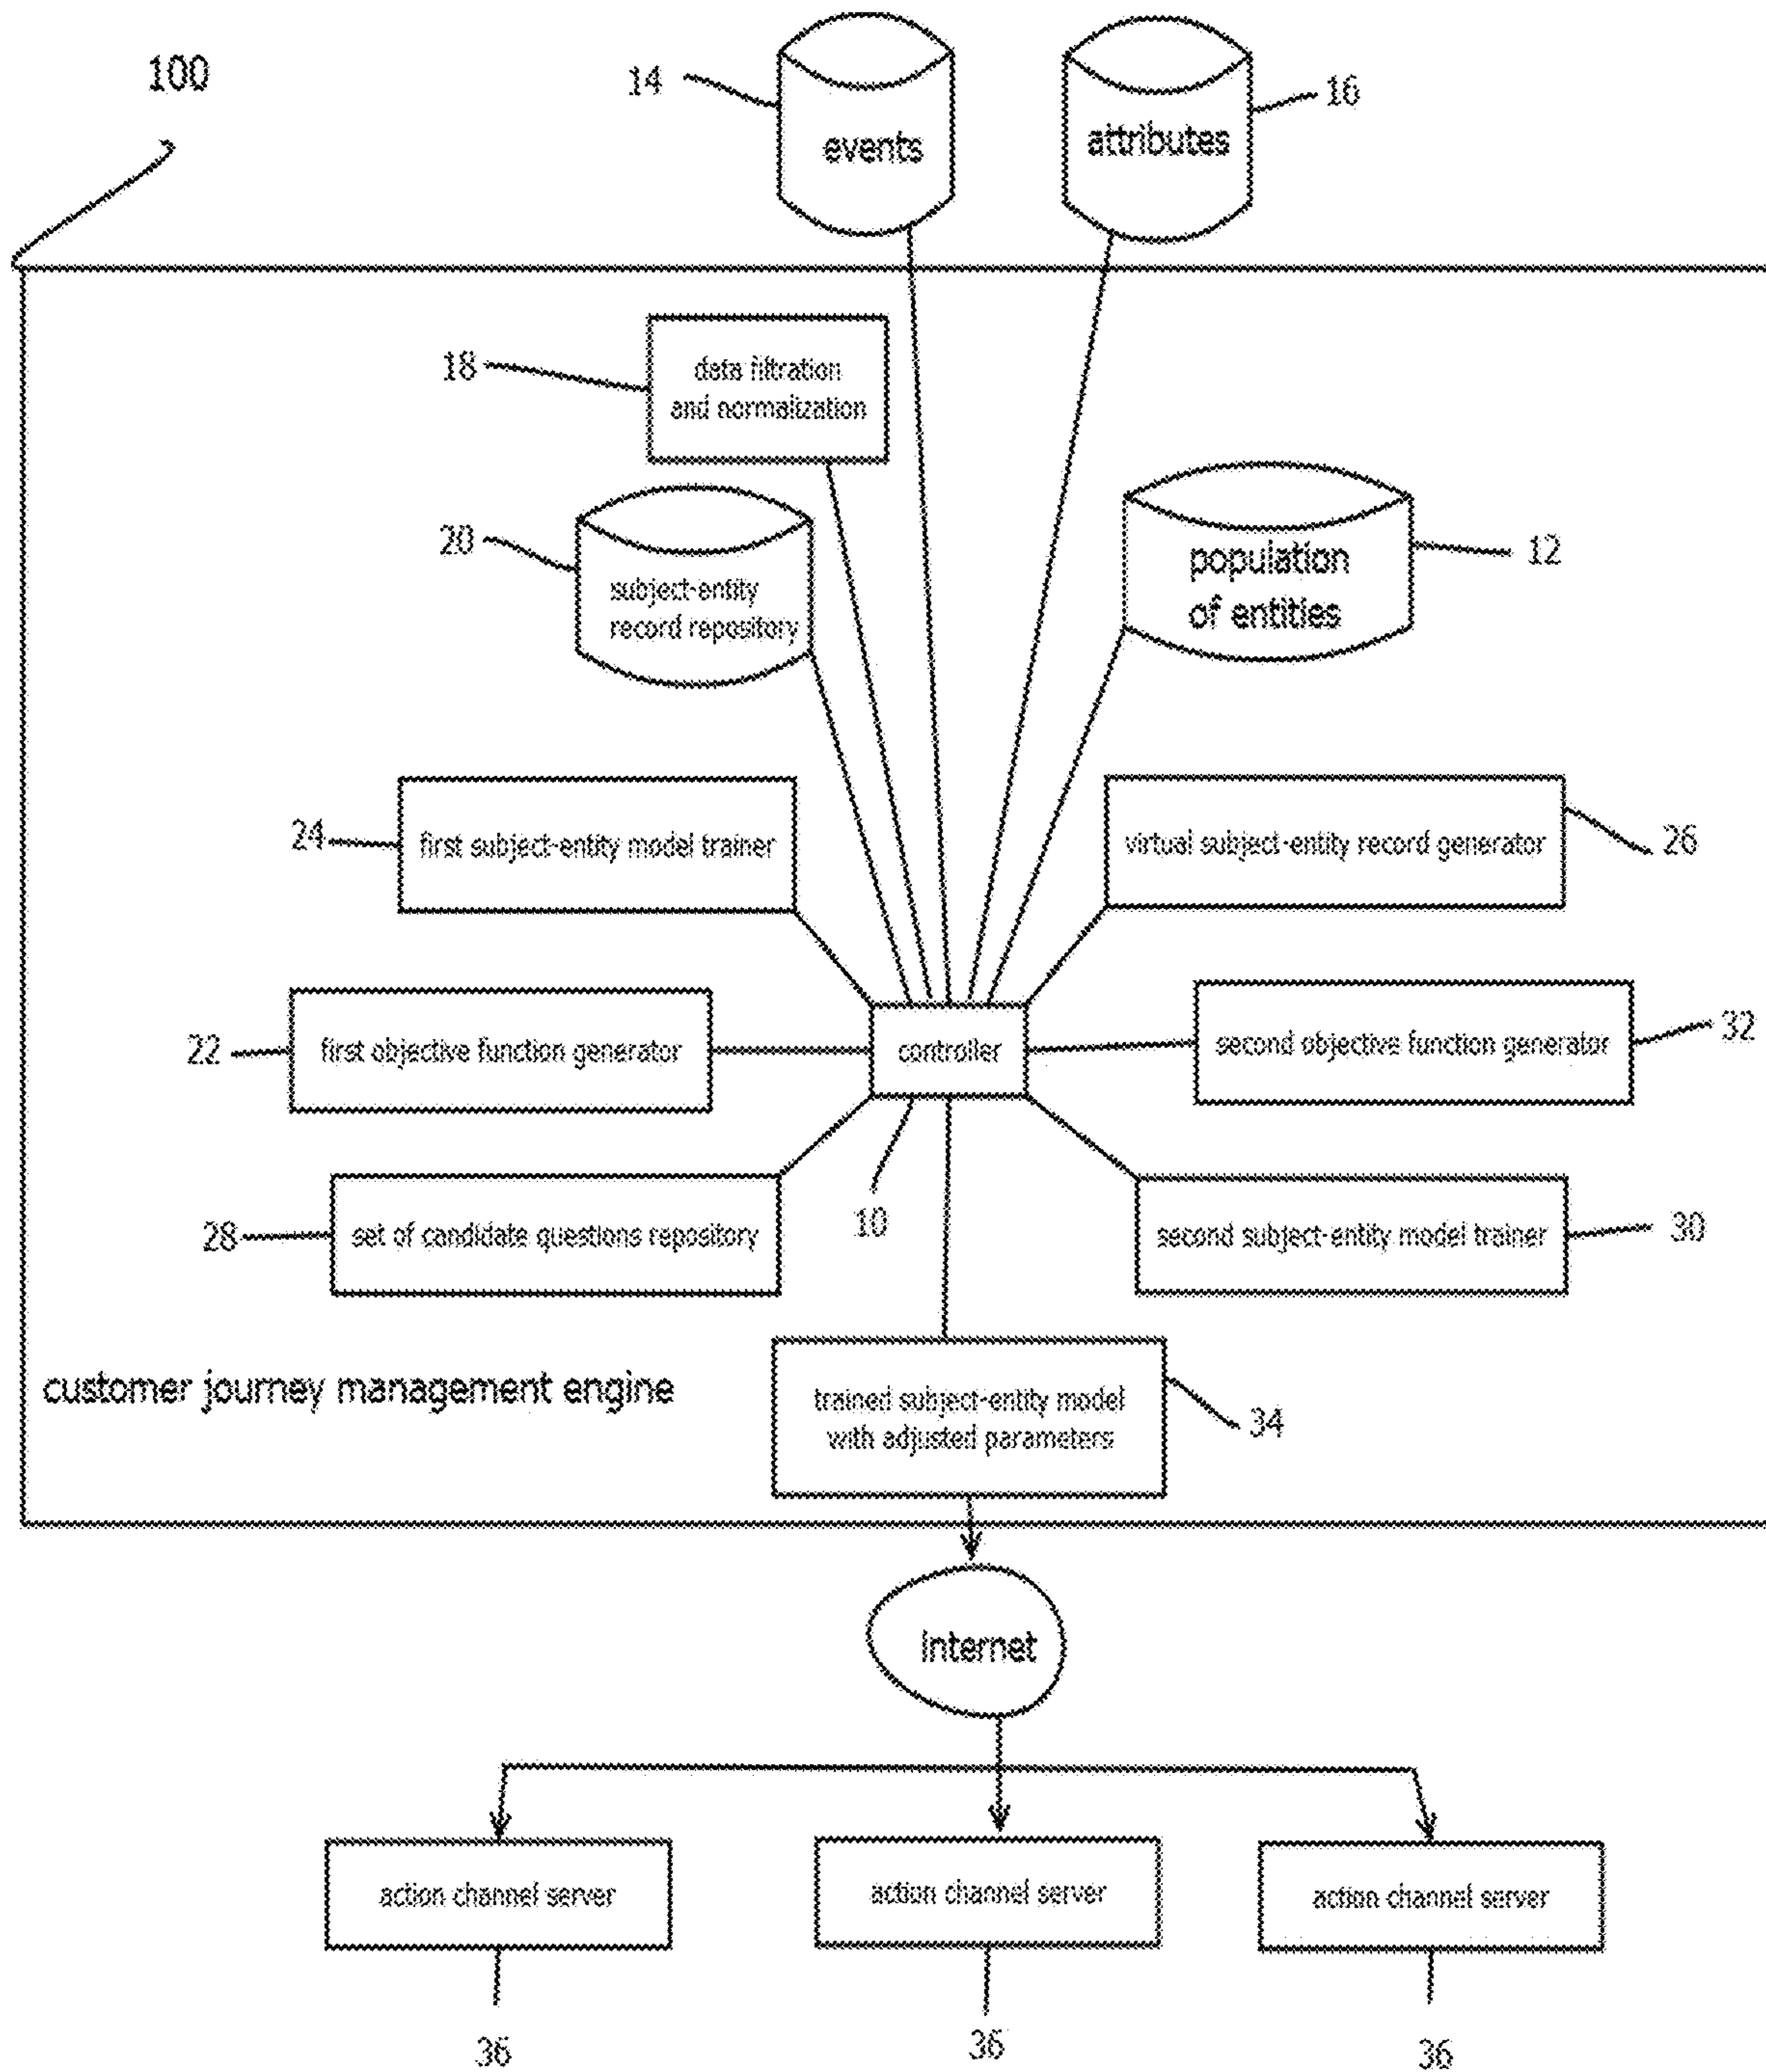 100
14
events
attributes
16
18
data filtration
and normalization
20
subject-entity
record repository
population
of entities
12
24
first subject-entity model trainer
virtual subject-entity record generator
26
22
first objective function generator
controller
second objective function generator
32
28
set of candidate questions repository
10
second subject-entity model trainer
30
customer journey management engine
trained subject-entity model
with adjusted parameters
34
internet
action channel server
action channel server
action channel server
36
36
36